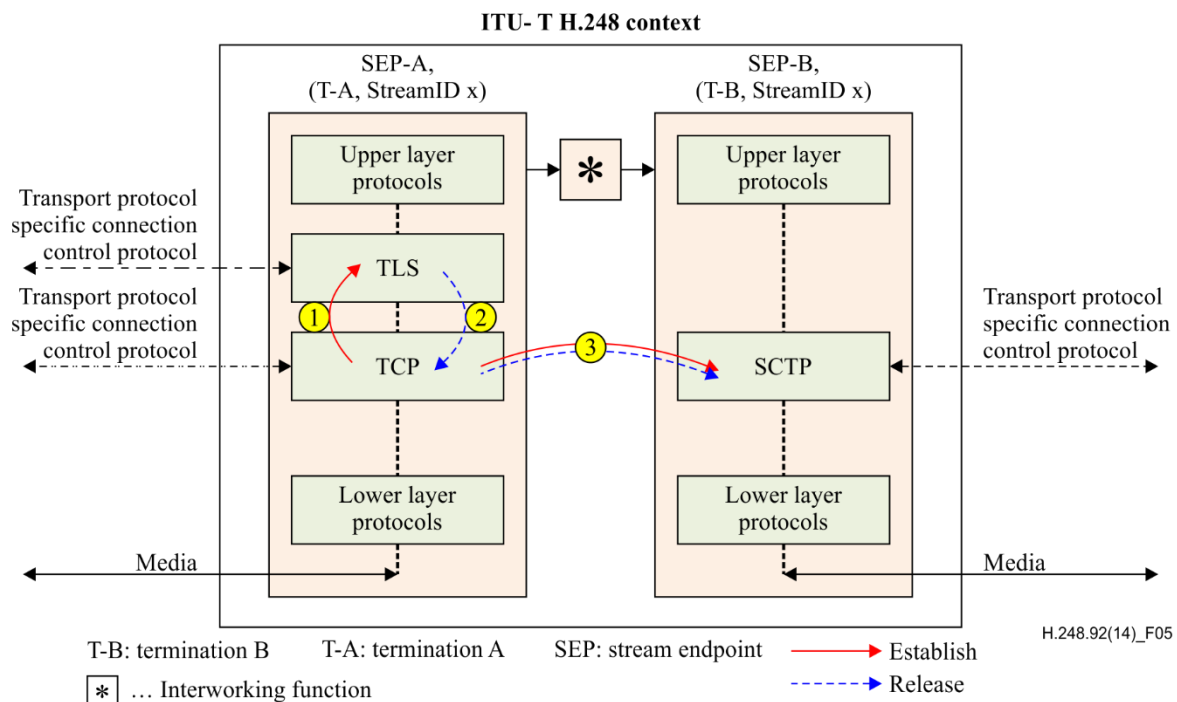 ITU- T H.248 context
SEP-A,
(T-A, StreamID x)
SEP-B,
(T-B, StreamID x)
Upper layer
protocols
*
Upper layer
protocols
Transport protocol
specific connection
control protocol
TLS
Transport protocol
specific connection
control protocol
1
2
TCP
3
SCTP
Transport protocol
specific connection
control protocol
Lower layer
protocols
Lower layer
protocols
Media
Media
H.248.92(14)_F05
T-B: termination B
T-A: termination A
SEP: stream endpoint
Establish
* … Interworking function
Release